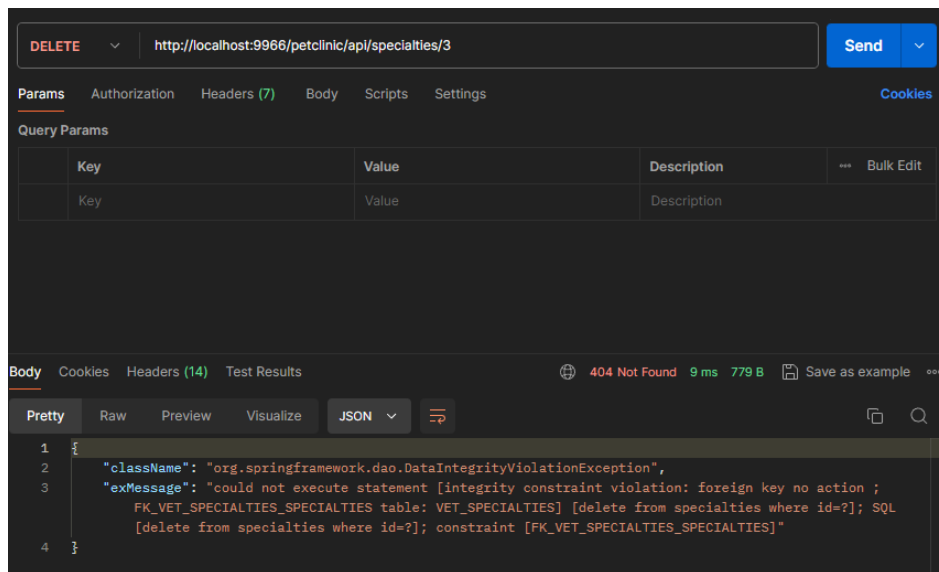 DELETE http://localhost:9966/petclinic/api/specialties/3 Send
Params Authorization Headers (7) Body Scripts Settings Cookies
Query Params
Key Value Description Bulk Edit
Key Value Description
Body Cookies Headers (14) Test Results 404 Not Found 9 ms 779 B Save as example
Pretty Raw Preview Visualize JSON
1 {
2 "className": "org.springframework.dao.DataIntegrityViolationException",
3 "exMessage": "could not execute statement [integrity constraint violation: foreign key no action ;
FK_VET_SPECIALTIES_SPECIALTIES table: VET_SPECIALTIES] [delete from specialties where id=?]; SQL
[delete from specialties where id=?]; constraint [FK_VET_SPECIALTIES_SPECIALTIES]"
4 }